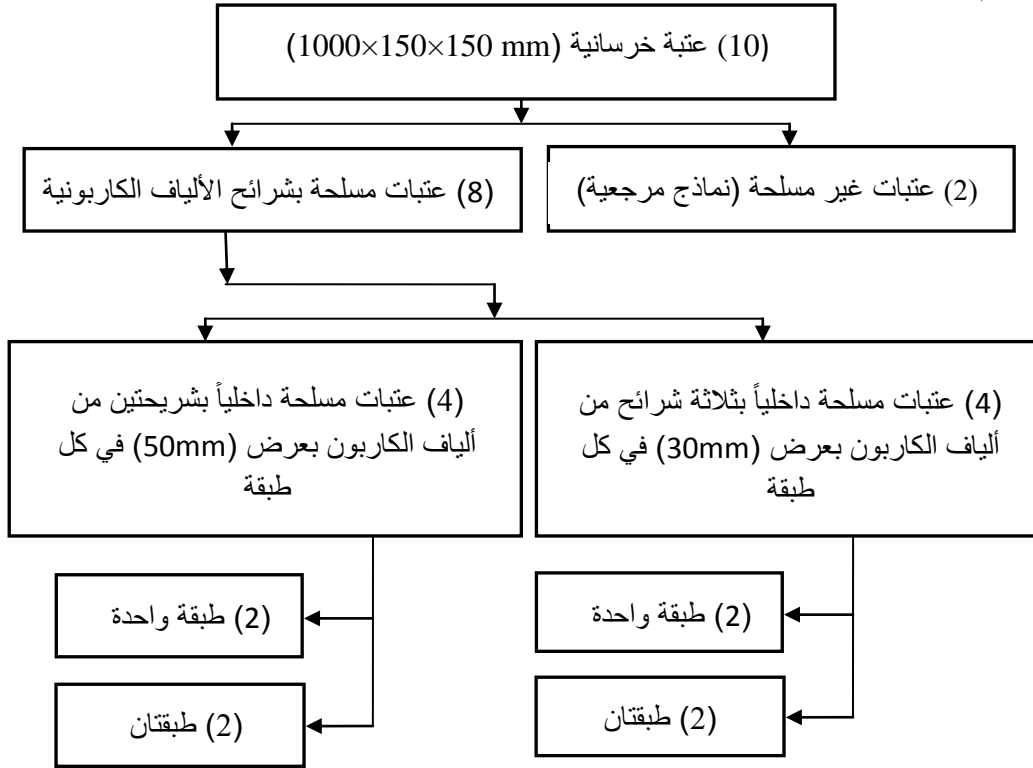 (10) عتبة خرسانية (1000×150×150 mm)
(2) عتبات غير مسلحة (نماذج مرجعية)
(8) عتبات مسلحة بشرائح الألياف الكاربونية
(4) عتبات مسلحة داخلياً بثلاثة شرائح من
ألياف الكاربون بعرض (30mm) في كل
طبقة
(4) عتبات مسلحة داخلياً بشريحتين من
ألياف الكاربون بعرض (50mm) في كل
طبقة
(2) طبقة واحدة
(2) طبقتان
(2) طبقة واحدة
(2) طبقتان